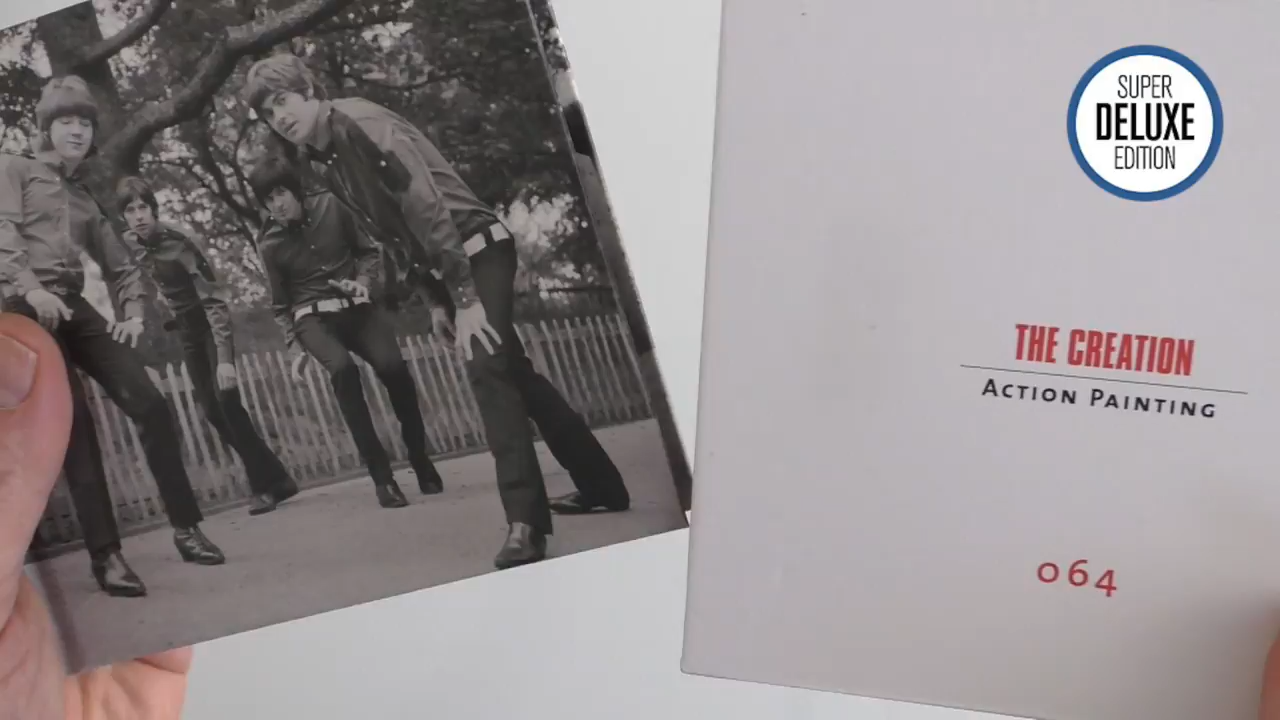 SUPER
DELUXE
EDITION
THE CREATION
ACTION PAINTING
064